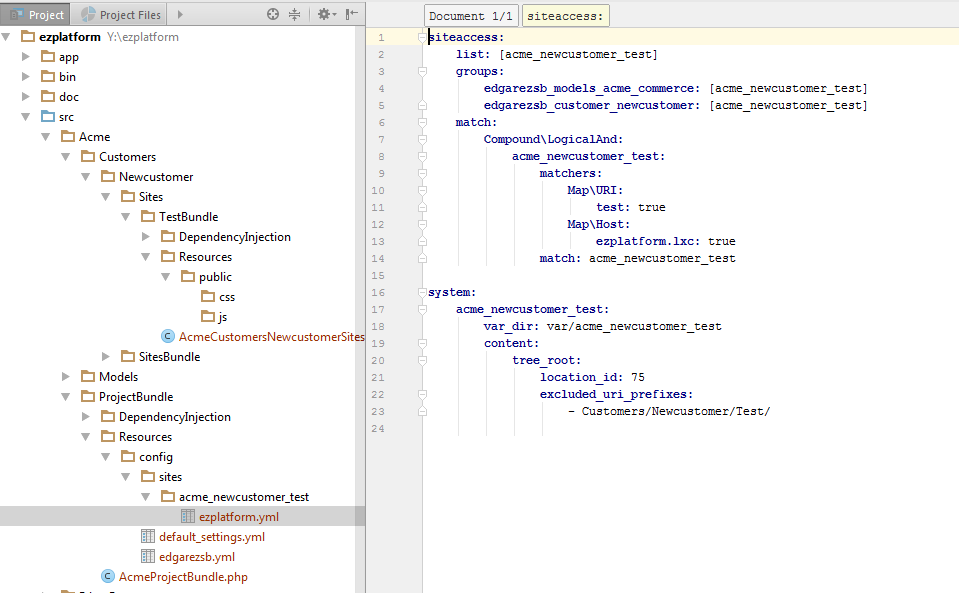 Project Project Files
ezplatform Y:\ezplatform
app
bin
doc
src
Acme
Customers
Newcustomer
Sites
TestBundle
DependencyInjection
Resources
public
css
js
AcmeCustomersNewcustomerSites
SitesBundle
Models
ProjectBundle
DependencyInjection
Resources
config
sites
acme_newcustomer_test
ezplatform.yml
default_settings.yml
edgarezsb.yml
AcmeProjectBundle.php
Document 1/1 siteaccess:
1 siteaccess:
2 list: [acme_newcustomer_test]
3 groups:
4 edgarezsb_models_acme_commerce: [acme_newcustomer_test]
5 edgarezsb_customer_newcustomer: [acme_newcustomer_test]
6 match:
7 Compound\LogicalAnd:
8 acme_newcustomer_test:
9 matchers:
10 Map\URI:
11 test: true
12 Map\Host:
13 ezplatform.lxc: true
14 match: acme_newcustomer_test
15
16 system:
17 acme_newcustomer_test:
18 var_dir: var/acme_newcustomer_test
19 content:
20 tree_root:
21 location_id: 75
22 excluded_uri_prefixes:
23 - Customers/Newcustomer/Test/
24